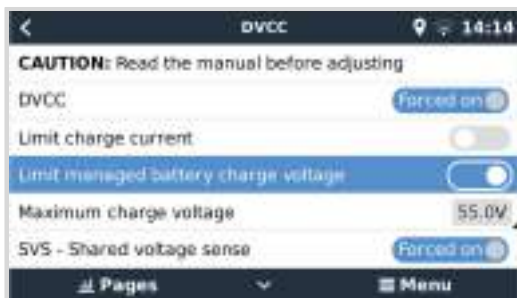 DVCC 14:14
CAUTION: Read the manual before adjusting
DVCC Forced on
Limit charge current
Limit managed battery charge voltage
Maximum charge voltage 55.0V
SVS - Shared voltage sense Forced on
Pages Menu